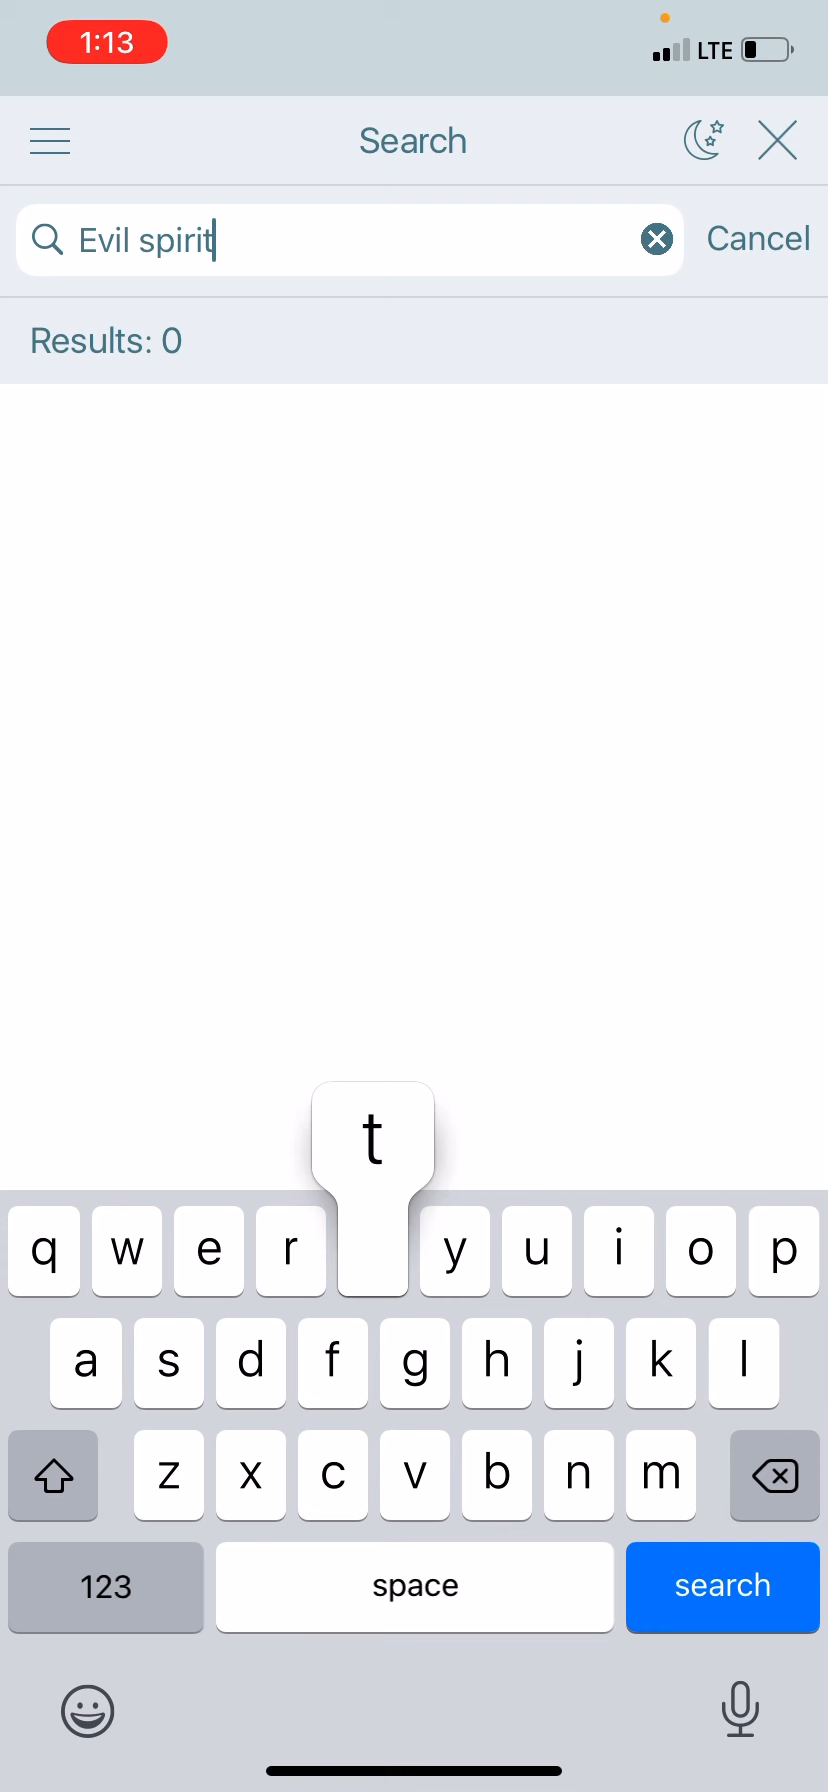 1:13
LTE
Search
Evil spirit
Cancel
Results: 0
t
q w e r y u i o p
a s d f g h j k l
z x c v b n m
123 space search